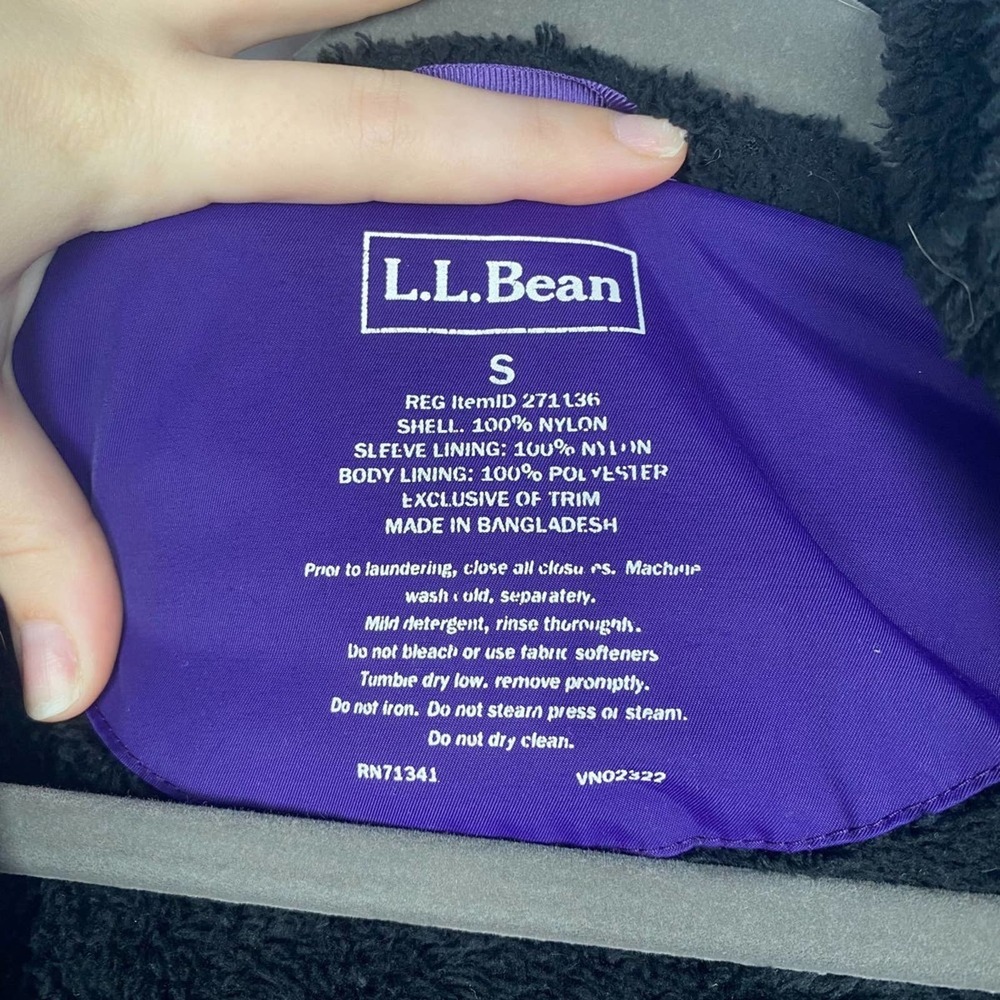 L.L.Bean
S
REG ItemID 271136
SHELL. 100% NYLON
SLEEVE LINING: 100% NYLON
BODY LINING: 100% POLYESTER
EXCLUSIVE OF TRIM
MADE IN BANGLADESH
Prior to laundering, close all closures. Machine
wash cold, separately.
Mild detergent, rinse thoroughly.
Do not bleach or use fabric softeners
Tumble dry low. remove promptly.
Do not iron. Do not steam press or steam.
Do not dry clean.
RN71341 VN02322